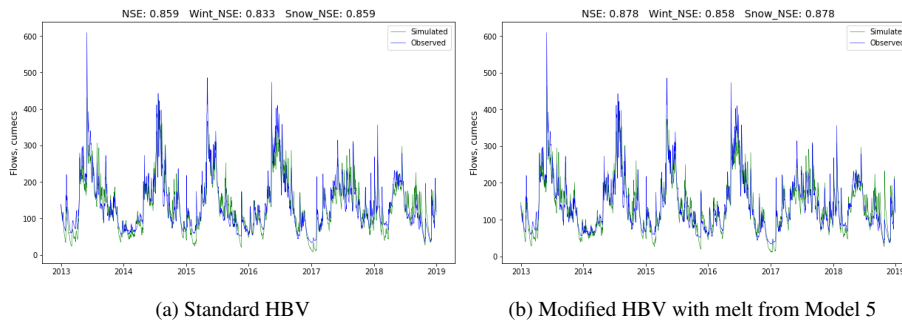 NSE: 0.859 Wint_NSE: 0.833 Snow_NSE: 0.859
Simulated
Observed
Flows, cumecs
600
500
400
300
200
100
0
2013 2014 2015 2016 2017 2018 2019
(a) Standard HBV
NSE: 0.878 Wint_NSE: 0.858 Snow_NSE: 0.878
Simulated
Observed
Flows, cumecs
600
500
400
300
200
100
0
2013 2014 2015 2016 2017 2018 2019
(b) Modified HBV with melt from Model 5